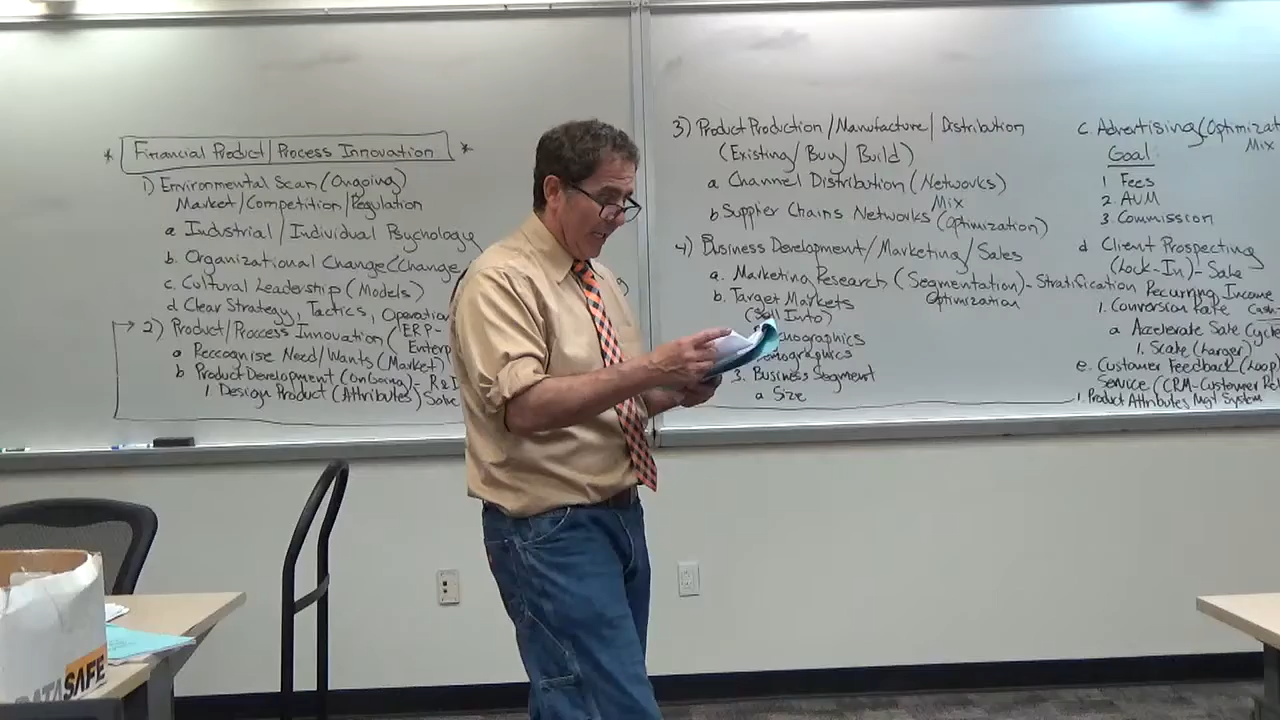 * Financial Product/Process Innovation *
1) Environmental Scan (Ongoing)
Market/Competition/Regulation
a Industrial/Individual Psychology
b. Organizational Change (Change
c. Cultural Leadership (Models)
d Clear Strategy, Tactics, Operation
2) Product/Process Innovation (ERP-
Enterp
a Reccognise Need/Wants (Market)
b Product Development (OnGoing) - R&D
1. Design Product (Attributes) Sale
3) Product Production/Manufacture/Distribution
(Existing/Buy/Build)
a Channel Distribution (Networks)
Mix
b Supplier Chains Networks (Optimization)
4) Business Development/Marketing/Sales
a. Marketing Research (Segmentation) - Stratification
Optimization
b. Target Markets
(Sell Into)
3. Business Segment
a Size
c. Advertising/Optimizat
Mix
Goal
1 Fees
2. AUM
3. Commission
d Client Prospecting
(Lock-In) - Sale
Recurring Income
1. Conversion Rate Cash
a Accelerate Sale (Cycle
1. Scale (Larger)
e. Customer Feedback (Loop)
Service (CRM-Customer
1. Product Attributes Mgt System
DATASAFE